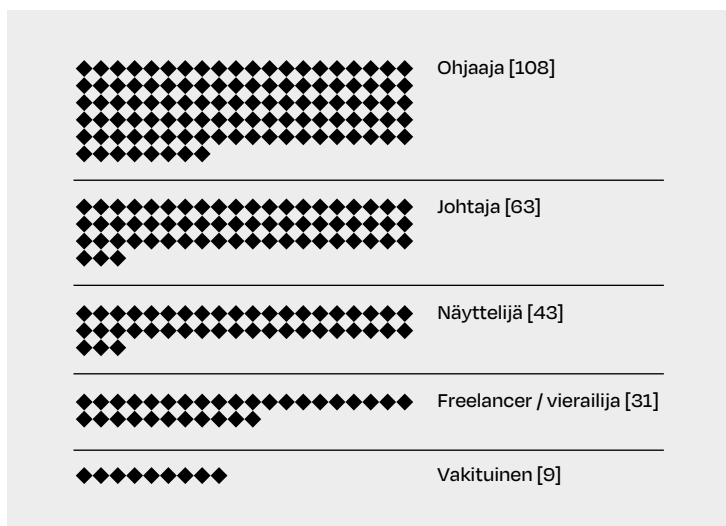 Ohjaaja [108]
Johtaja [63]
Näyttelijä [43]
Freelancer / vierailija [31]
Vakituinen [9]